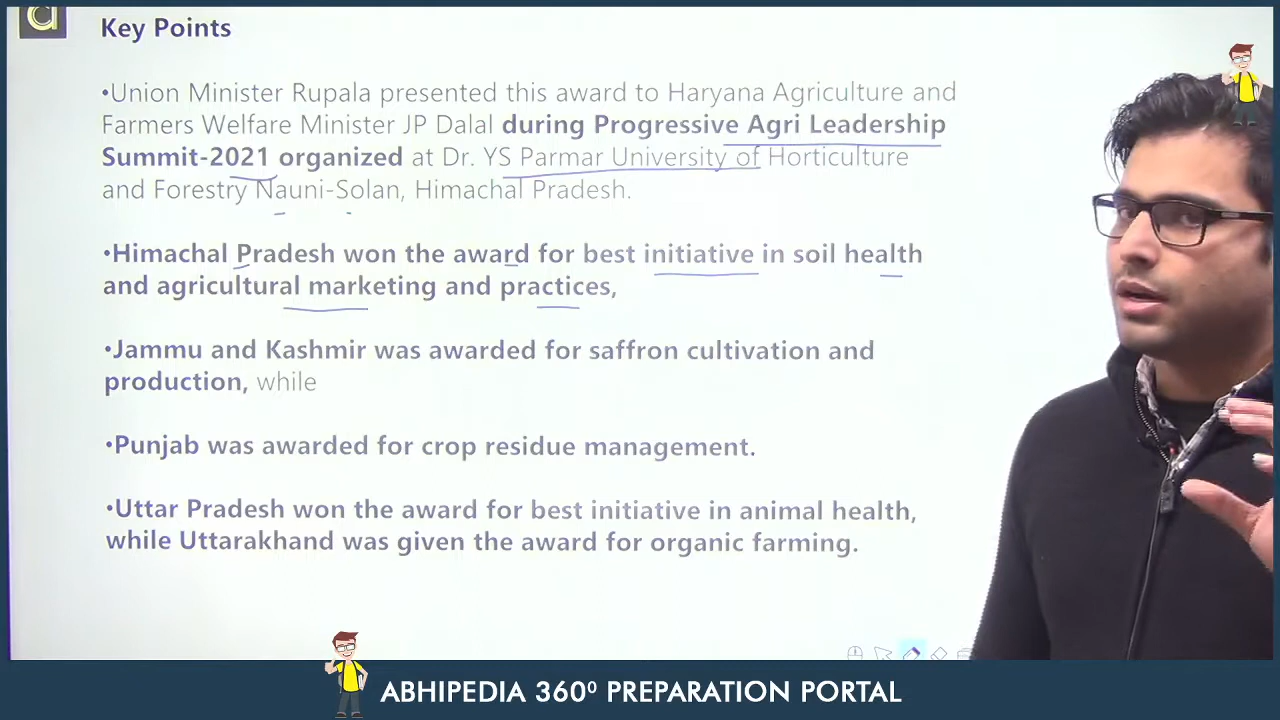 a
Key Points
•Union Minister Rupala presented this award to Haryana Agriculture and
Farmers Welfare Minister JP Dalal during Progressive Agri Leadership
Summit-2021 organized at Dr. YS Parmar University of Horticulture
and Forestry Nauni-Solan, Himachal Pradesh.
•Himachal Pradesh won the award for best initiative in soil health
and agricultural marketing and practices,
•Jammu and Kashmir was awarded for saffron cultivation and
production, while
•Punjab was awarded for crop residue management.
•Uttar Pradesh won the award for best initiative in animal health,
while Uttarakhand was given the award for organic farming.
ABHIPEDIA 360⁰ PREPARATION PORTAL